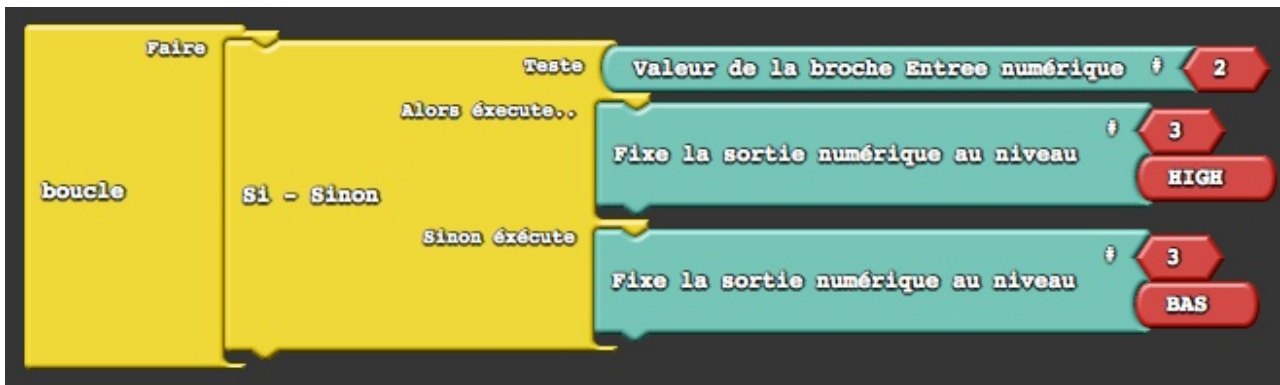 Faire
Teste
Valeur de la broche Entree numérique # 2
Alors éxecute..
# 3
Fixe la sortie numérique au niveau
HIGH
boucle
Si - Sinon
Sinon éxécute
# 3
Fixe la sortie numérique au niveau
BAS